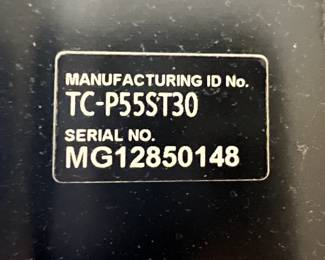 MANUFACTURING ID No.
TC-P55ST30
SERIAL NO.
MG12850148